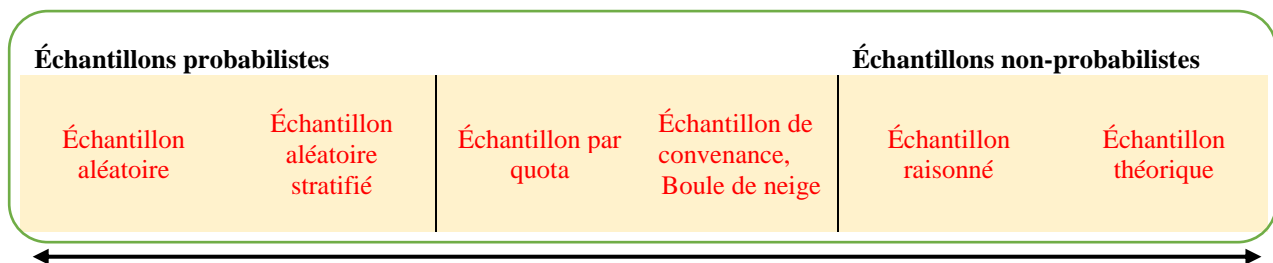 Échantillons probabilistes
Échantillons non-probabilistes
Échantillon
aléatoire
Échantillon
aléatoire
stratifié
Échantillon par
quota
Échantillon de
convenance,
Boule de neige
Échantillon
raisonné
Échantillon
théorique